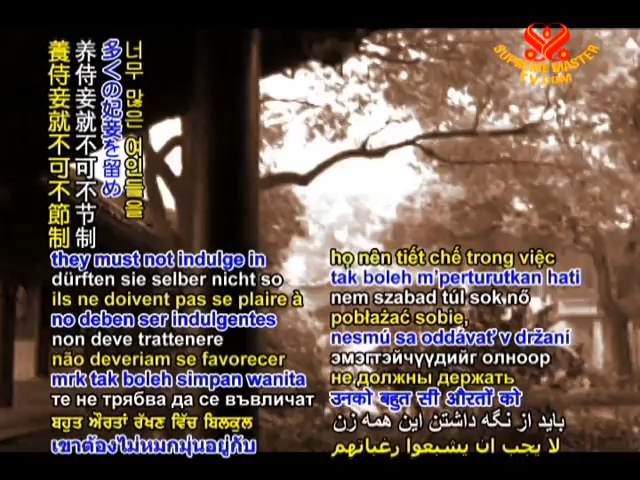 SUPREME MASTER
TV.COM
養侍妾就不可不節制
养侍妾就不可不节制
多くの妃妾を留め
너무 많은 여인들을
they must not indulge in
dürften sie selber nicht so
ils ne doivent pas se plaire à
no deben ser indulgentes
non deve trattenere
não deveriam se favorecer
mrk tak boleh simpan wanita
те не трябва да се въвличат
ਬਹੁਤ ਔਰਤਾਂ ਰੱਖਣ ਵਿੱਚ ਬਿਲਕੁਲ
เขาต้องไม่หมกมุ่นอยู่กับ
họ nên tiết chế trong việc
tak boleh m'perturutkan hati
nem szabad túl sok nő
pobłażać sobie,
nesmú sa oddávať v držaní
эмэгтэйчүүдийг олноор
не должны держать
उनको बहुत सी औरतों को
باید از نگه داشتن این همه زن
لا يجب ان يشبعوا رغباتهم